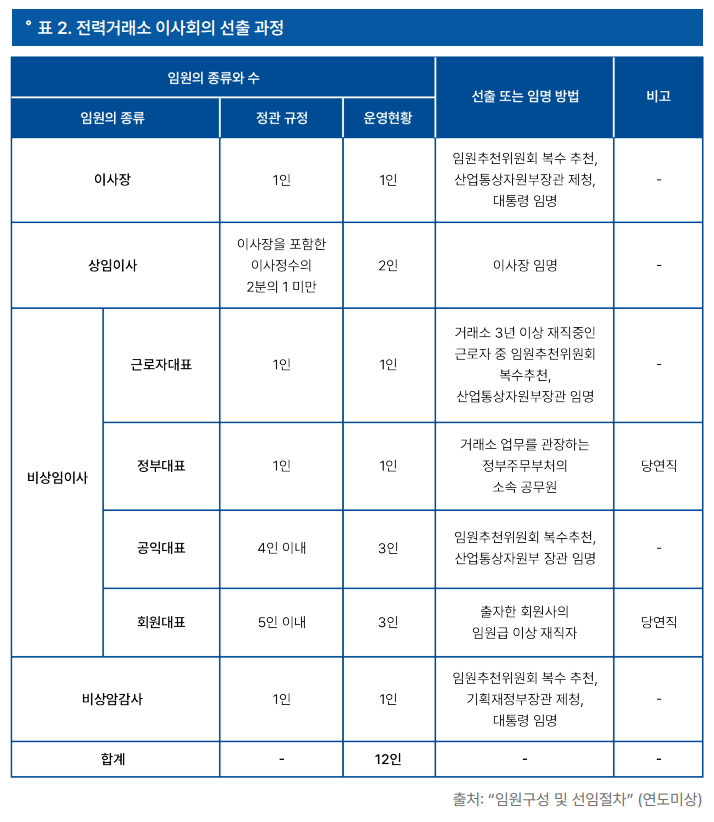 ° 표 2. 전력거래소 이사회의 선출 과정
임원의 종류와 수
선출 또는 임명 방법
비고
임원의 종류
정관 규정
운영현황
이사장
1인
1인
임원추천위원회 복수 추천,
산업통상자원부장관 제청,
대통령 임명
-
상임이사
이사장을 포함한
이사정수의
2분의 1 미만
2인
이사장 임명
-
비상임이사
근로자대표
1인
1인
거래소 3년 이상 재직중인
근로자 중 임원추천위원회
복수추천,
산업통상자원부장관 임명
-
정부대표
1인
1인
거래소 업무를 관장하는
정부주무부처의
소속 공무원
당연직
공익대표
4인 이내
3인
임원추천위원회 복수추천,
산업통상자원부 장관 임명
-
회원대표
5인 이내
3인
출자한 회원사의
임원급 이상 재직자
당연직
비상암감사
1인
1인
임원추천위원회 복수 추천,
기획재정부장관 제청,
대통령 임명
-
합계
-
12인
-
-
출처: “임원구성 및 선임절차” (연도미상)